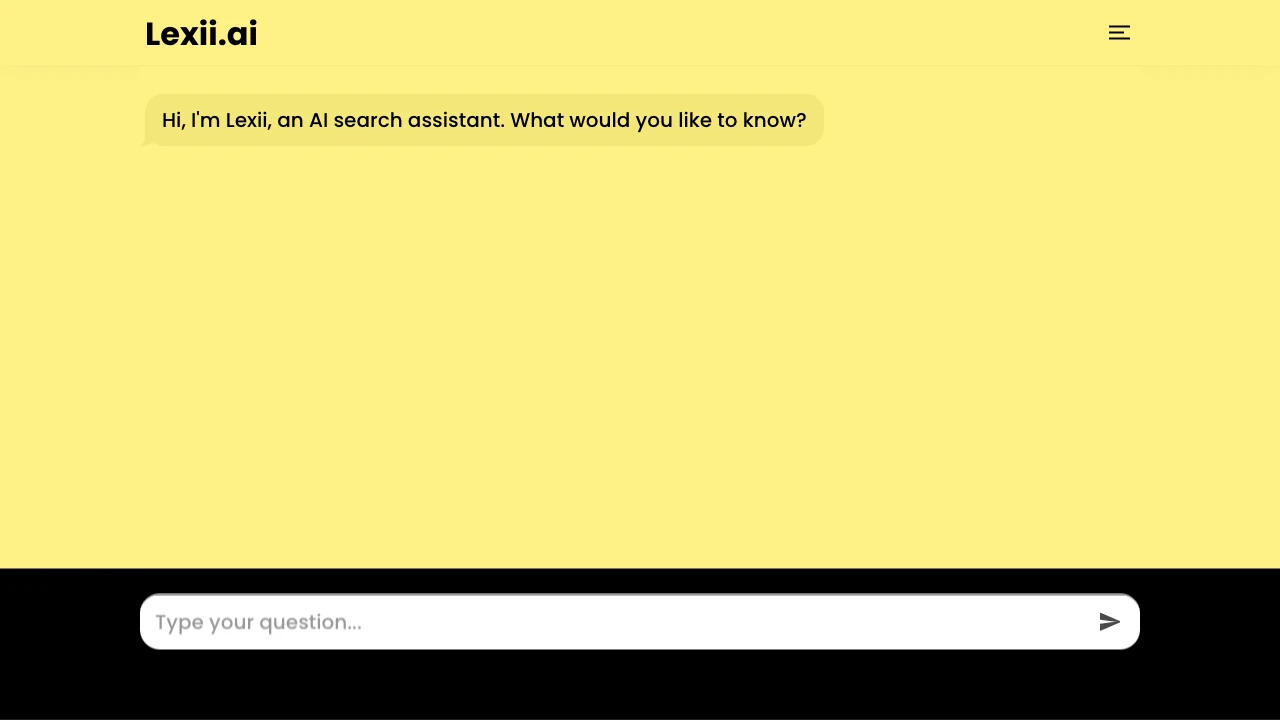 Lexii.ai
Hi, I'm Lexii, an AI search assistant. What would you like to know?
Type your question...